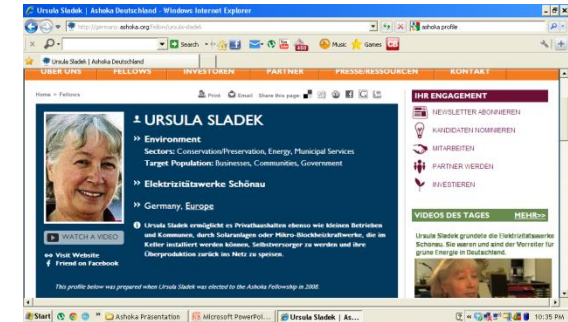 Ursula Sladek | Ashoka Deutschland - Windows Internet Explorer
http://germany.ashoka.org/fellow/ursula-sladek
ashoka profile
Search
Music
Games
Ursula Sladek | Ashoka Deutschland
ÜBER UNS FELLOWS INVESTOREN PARTNER PRESSE/RESSOURCEN KONTAKT
Home > Fellows
Print Email Share this page:
URSULA SLADEK
» Environment
Sectors: Conservation/Preservation, Energy, Municipal Services
Target Population: Businesses, Communities, Government
» Elektrizitätswerke Schönau
» Germany, Europe
Ursula Sladek ermöglicht es Privathaushalten ebenso wie kleinen Betrieben
und Kommunen, durch Solaranlagen oder Mikro-Blockheizkraftwerke, die im
Keller installiert werden können, Selbstversorger zu werden und ihre
Überproduktion zurück ins Netz zu speisen.
WATCH A VIDEO
Visit Website
Friend on Facebook
This profile below was prepared when Ursula Sladek was elected to the Ashoka Fellowship in 2008.
IHR ENGAGEMENT
NEWSLETTER ABONNIEREN
KANDIDATEN NOMINIEREN
MITARBEITEN
PARTNER WERDEN
INVESTIEREN
VIDEOS DES TAGES MEHR>>
Ursula Sladek gründete die Elektrizitätswerke
Schönau. Sie waren und sind der Vorreiter für
grüne Energie in Deutschland.
Start
Ashoka Präsentation
Microsoft PowerPoi...
Ursula Sladek | As...
10:35 PM